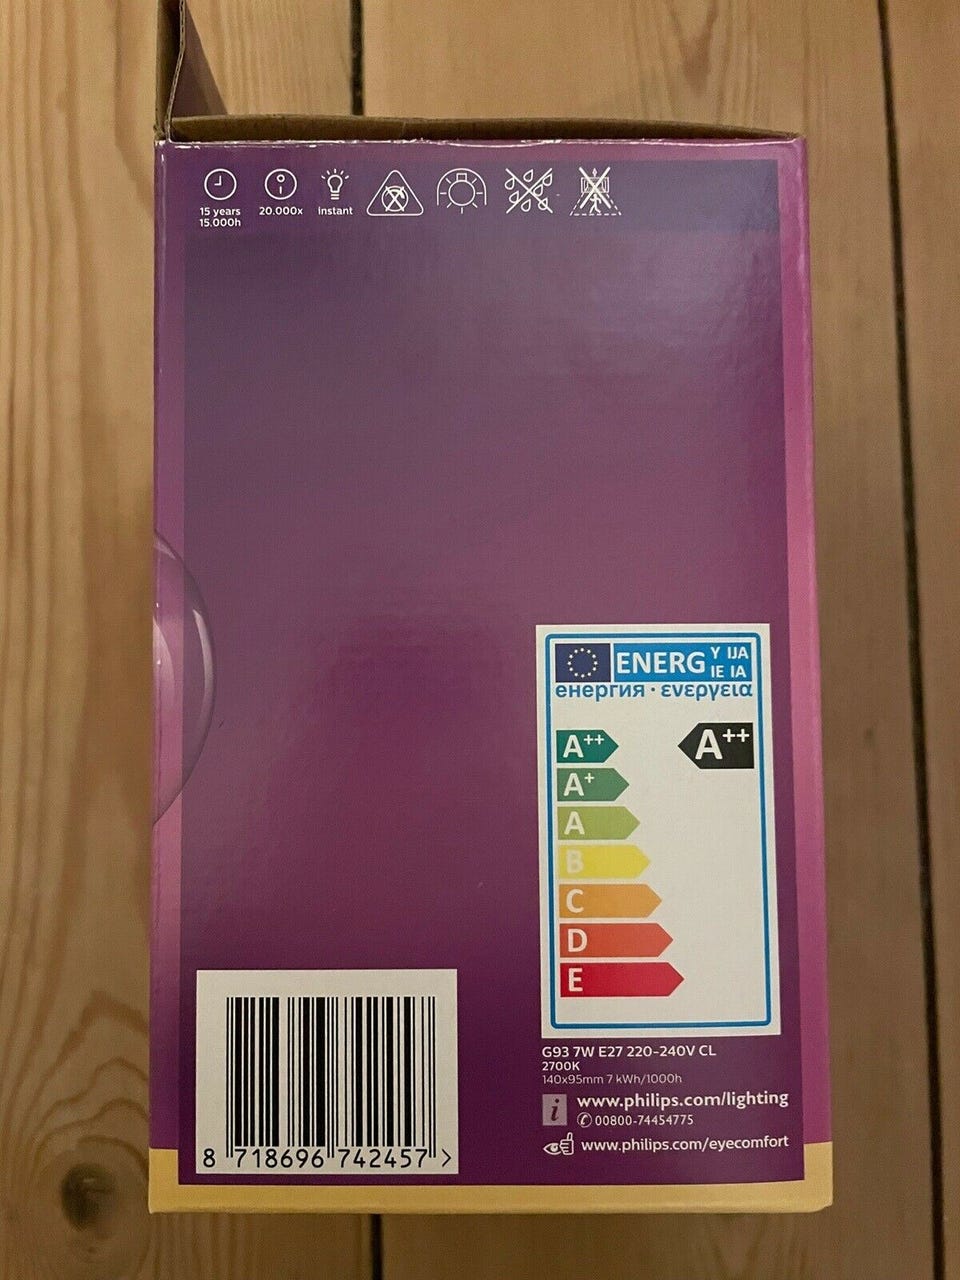 15 years
15.000h
20.000x
instant
ENERG Y IJA
IE IA
енергия · ενεργεια
A++
A++
A+
A
B
C
D
E
G93 7W E27 220-240V CL
2700K
140x95mm 7 kWh/1000h
i www.philips.com/lighting
✆ 00800-74454775
www.philips.com/eyecomfort
8 718696 742457 >